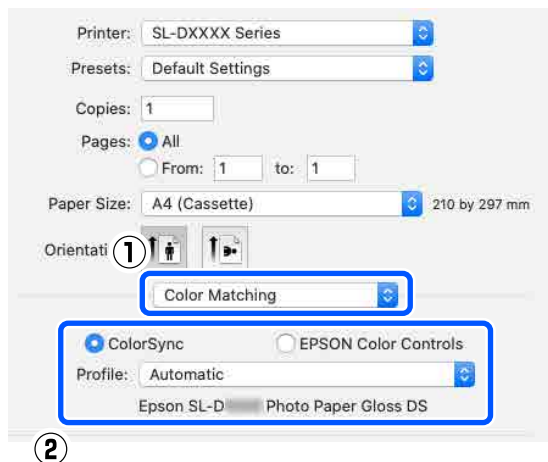 Printer: SL-DXXXX Series
Presets: Default Settings
Copies: 1
Pages: All
From: 1 to: 1
Paper Size: A4 (Cassette) 210 by 297 mm
Orientati
1
Color Matching
ColorSync EPSON Color Controls
Profile: Automatic
Epson SL-D Photo Paper Gloss DS
2